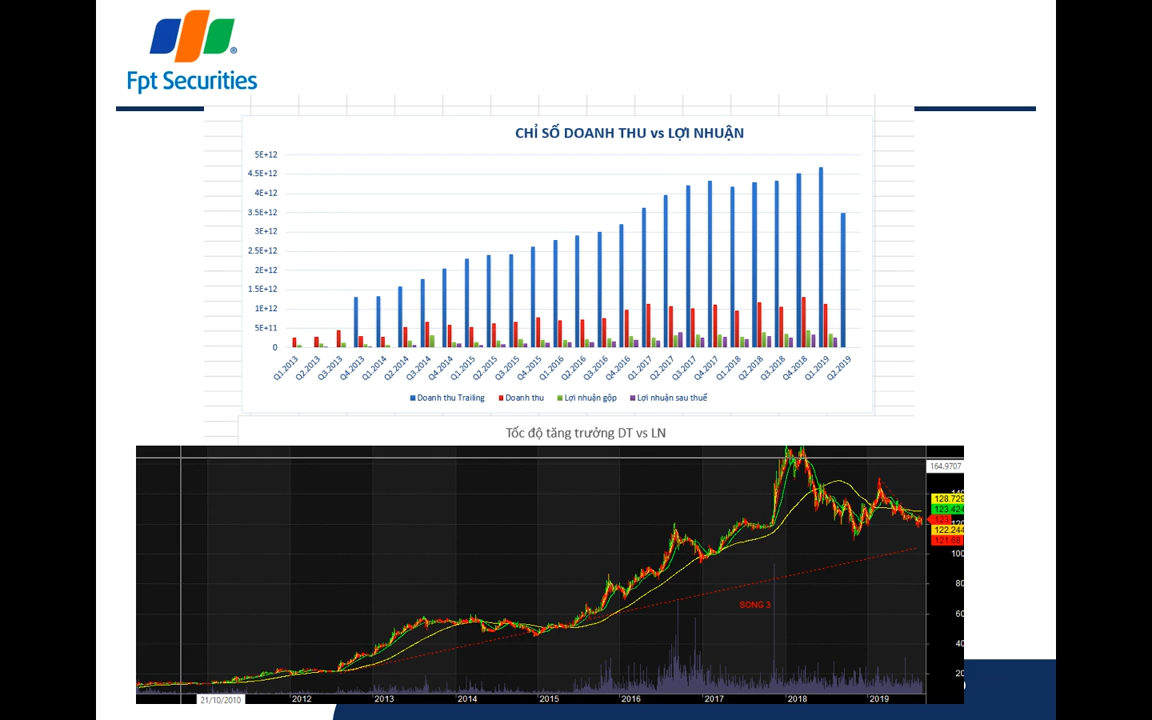 Fpt Securities
CHỈ SỐ DOANH THU vs LỢI NHUẬN
5E+12
4.5E+12
4E+12
3.5E+12
3E+12
2.5E+12
2E+12
1.5E+12
1E+12
5E+11
0
Q1.2013 Q2.2013 Q3.2013 Q4.2013 Q1.2014 Q2.2014 Q3.2014 Q4.2014 Q1.2015 Q2.2015 Q3.2015 Q4.2015 Q1.2016 Q2.2016 Q3.2016 Q4.2016 Q1.2017 Q2.2017 Q3.2017 Q4.2017 Q1.2018 Q2.2018 Q3.2018 Q4.2018 Q1.2019 Q2.2019
Doanh thu Trailing Doanh thu Lợi nhuận gộp Lợi nhuận sau thuế
Tốc độ tăng trưởng DT vs LN
164.9707
128.729
123.424
123
122.244
121.68
100
80
60
SONG 3
40
20
21/10/2010 2012 2013 2014 2015 2016 2017 2018 2019